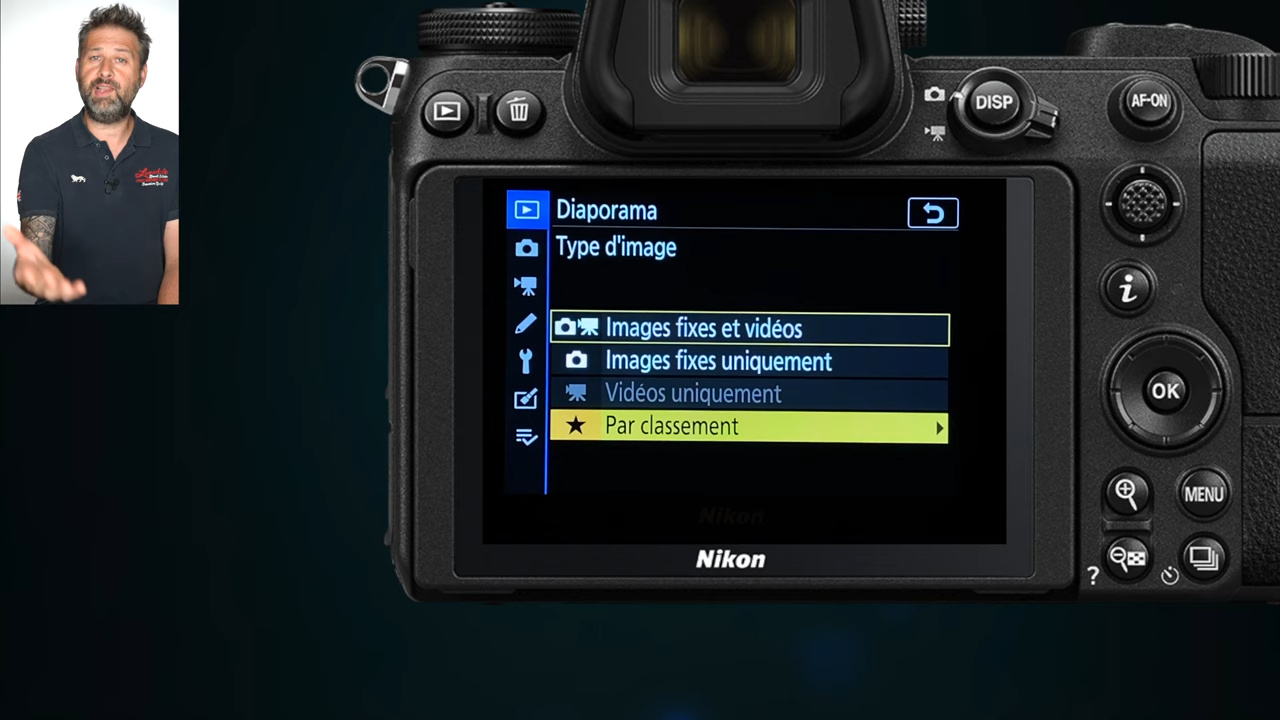 DISP
AF-ON
Diaporama
Type d'image
Images fixes et vidéos
Images fixes uniquement
Vidéos uniquement
Par classement
i
OK
MENU
?
Nikon
Nikon